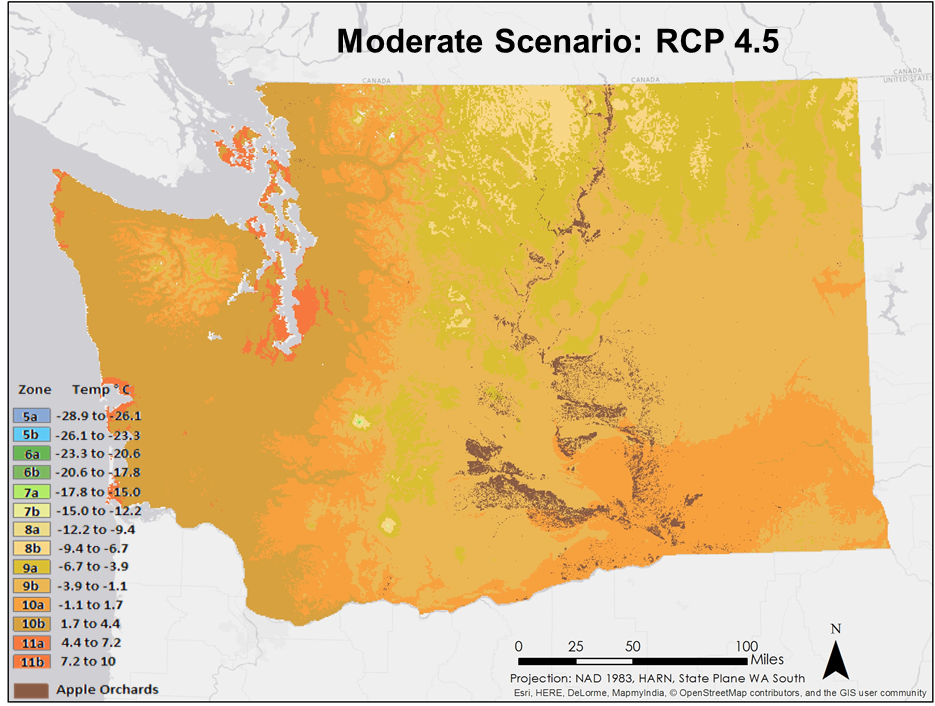 Moderate Scenario: RCP 4.5
CANADA
CANADA
CANADA
UNITED STATES
Zone Temp °C
5a -28.9 to -26.1
5b -26.1 to -23.3
6a -23.3 to -20.6
6b -20.6 to -17.8
7a -17.8 to -15.0
7b -15.0 to -12.2
8a -12.2 to -9.4
8b -9.4 to -6.7
9a -6.7 to -3.9
9b -3.9 to -1.1
10a -1.1 to 1.7
10b 1.7 to 4.4
11a 4.4 to 7.2
11b 7.2 to 10
Apple Orchards
N
0 25 50 100
Miles
Projection: NAD 1983, HARN, State Plane WA South
Esri, HERE, DeLorme, MapmyIndia, © OpenStreetMap contributors, and the GIS user community